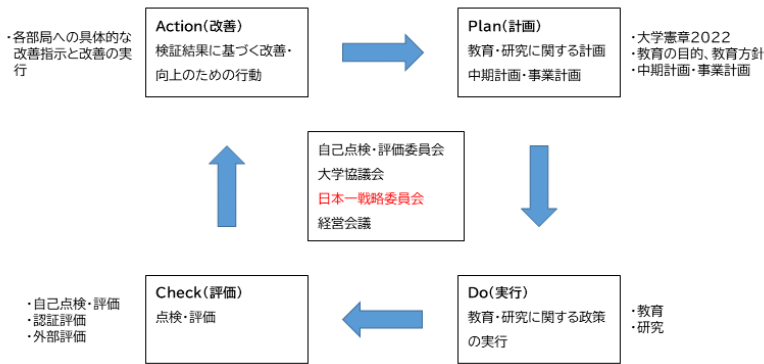 ・各部局への具体的な
改善指示と改善の実
行
Action(改善)
検証結果に基づく改善・
向上のための行動
Plan(計画)
教育・研究に関する計画
中期計画・事業計画
・大学憲章2022
・教育の目的、教育方針
・中期計画・事業計画
自己点検・評価委員会
大学協議会
日本一戦略委員会
経営会議
・自己点検・評価
・認証評価
・外部評価
Check(評価)
点検・評価
Do(実行)
教育・研究に関する政策
の実行
・教育
・研究